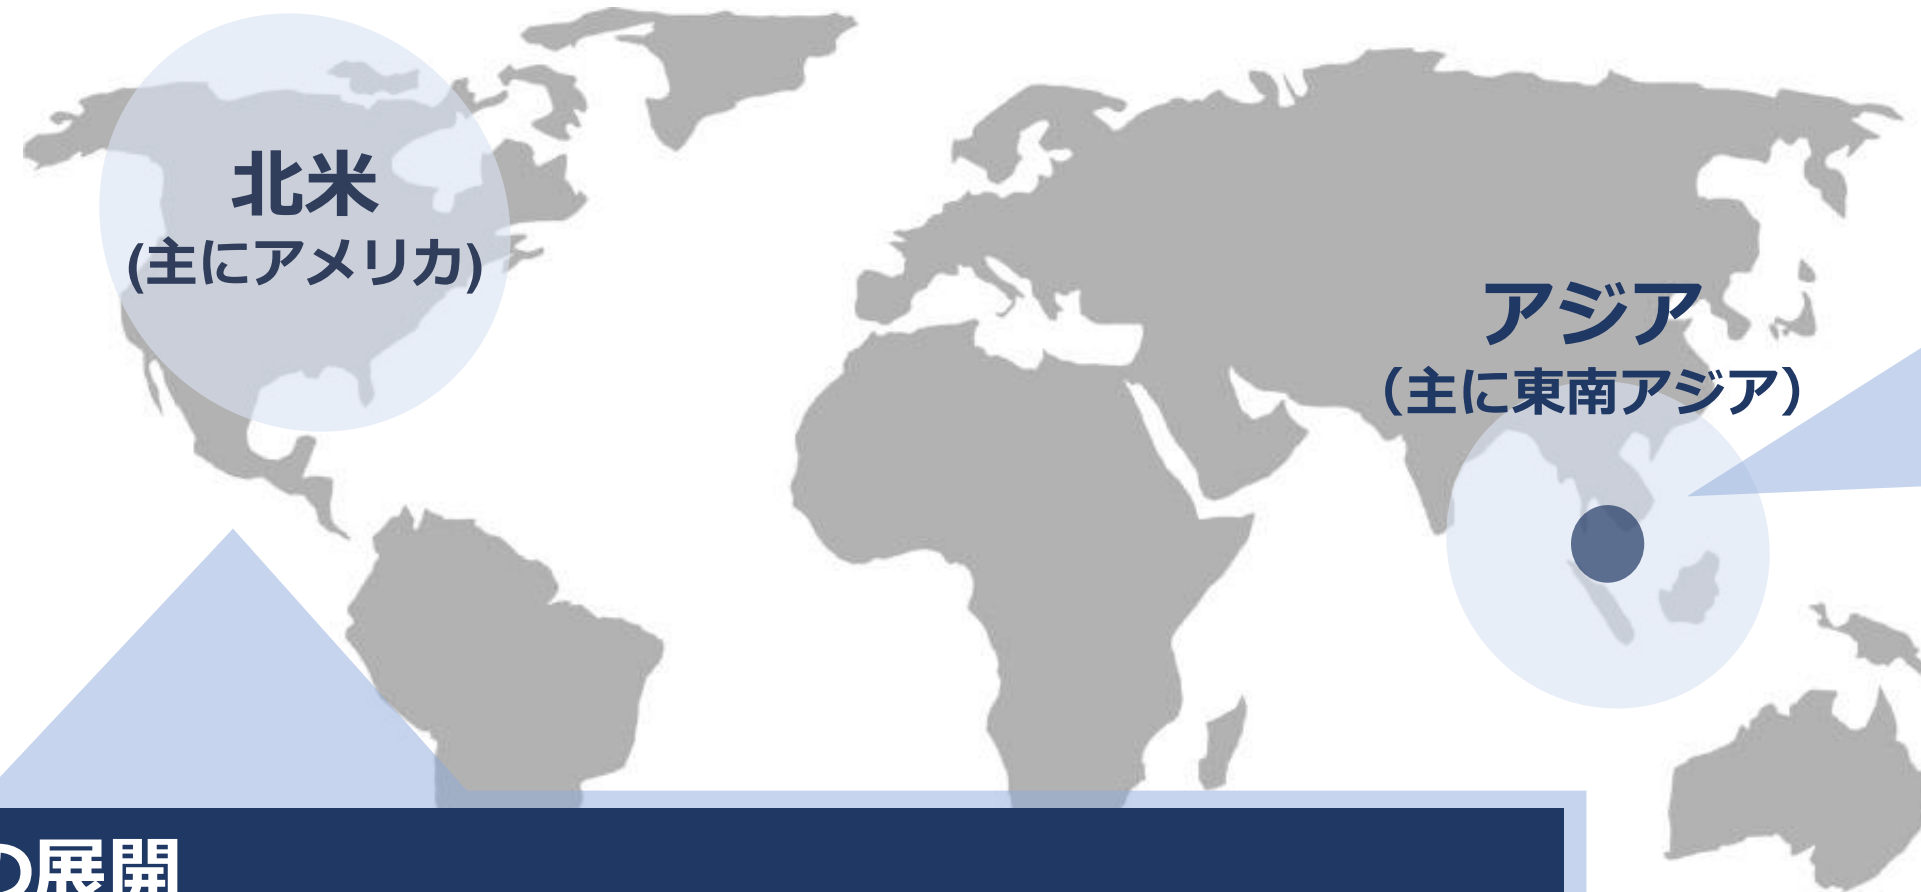 北米
(主にアメリカ)
アジア
（主に東南アジア）
の展開